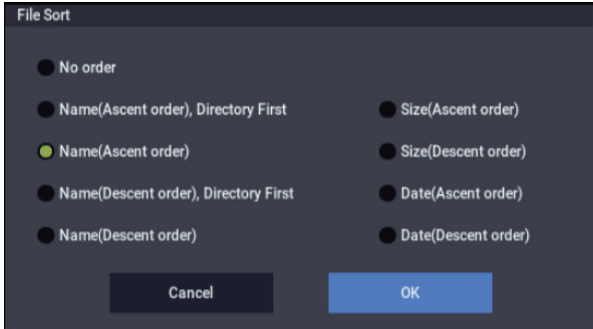 File Sort
No order
Name(Ascent order), Directory First
Size(Ascent order)
Name(Ascent order)
Size(Descent order)
Name(Descent order), Directory First
Date(Ascent order)
Name(Descent order)
Date(Descent order)
Cancel
OK